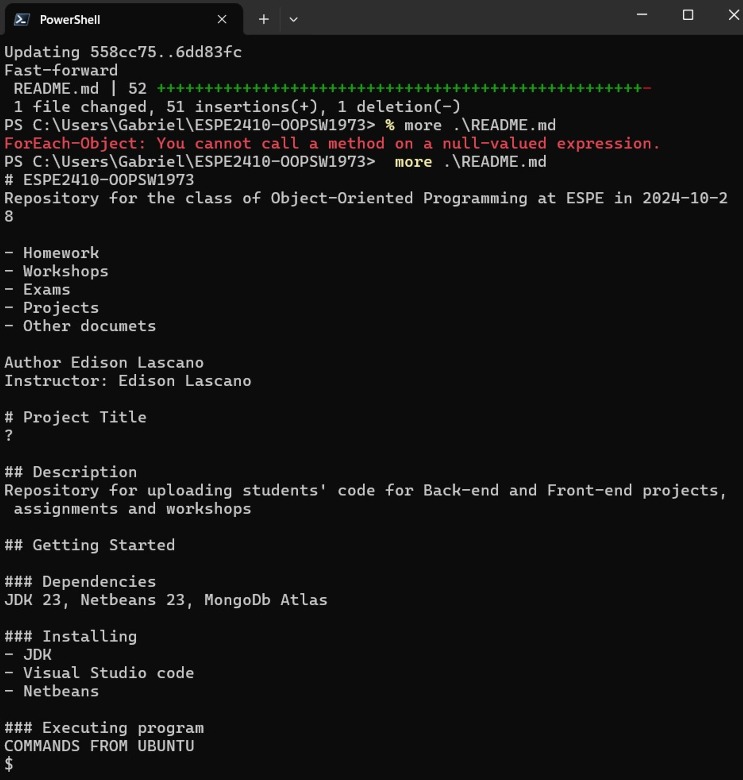 PowerShell
Updating 558cc75..6dd83fc
Fast-forward
 README.md | 52 +++++++++++++++++++++++++++++++++++++++++++++++++++-
 1 file changed, 51 insertions(+), 1 deletion(-)
PS C:\Users\Gabriel\ESPE2410-OOPSW1973> % more .\README.md
ForEach-Object: You cannot call a method on a null-valued expression.
PS C:\Users\Gabriel\ESPE2410-OOPSW1973>  more .\README.md
# ESPE2410-OOPSW1973
Repository for the class of Object-Oriented Programming at ESPE in 2024-10-2
8
- Homework
- Workshops
- Exams
- Projects
- Other documets
Author Edison Lascano
Instructor: Edison Lascano
# Project Title
?
## Description
Repository for uploading students' code for Back-end and Front-end projects,
 assignments and workshops
## Getting Started
### Dependencies
JDK 23, Netbeans 23, MongoDb Atlas
### Installing
- JDK
- Visual Studio code
- Netbeans
### Executing program
COMMANDS FROM UBUNTU
$